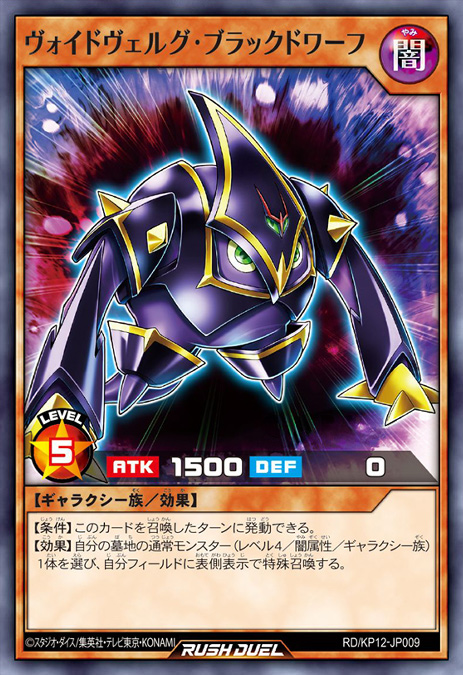 ヴォイドヴェルグ・ブラックドワーフ
やみ
闇
LEVEL
5
ATK 1500 DEF 0
【ギャラクシー族／効果】
【条件】このカードを召喚したターンに発動できる。
【効果】自分の墓地の通常モンスター（レベル4／闇属性／ギャラクシー族）
1体を選び、自分フィールドに表側表示で特殊召喚する。
©スタジオ・ダイス/集英社・テレビ東京・KONAMI
RUSH DUEL
RD/KP12-JP009